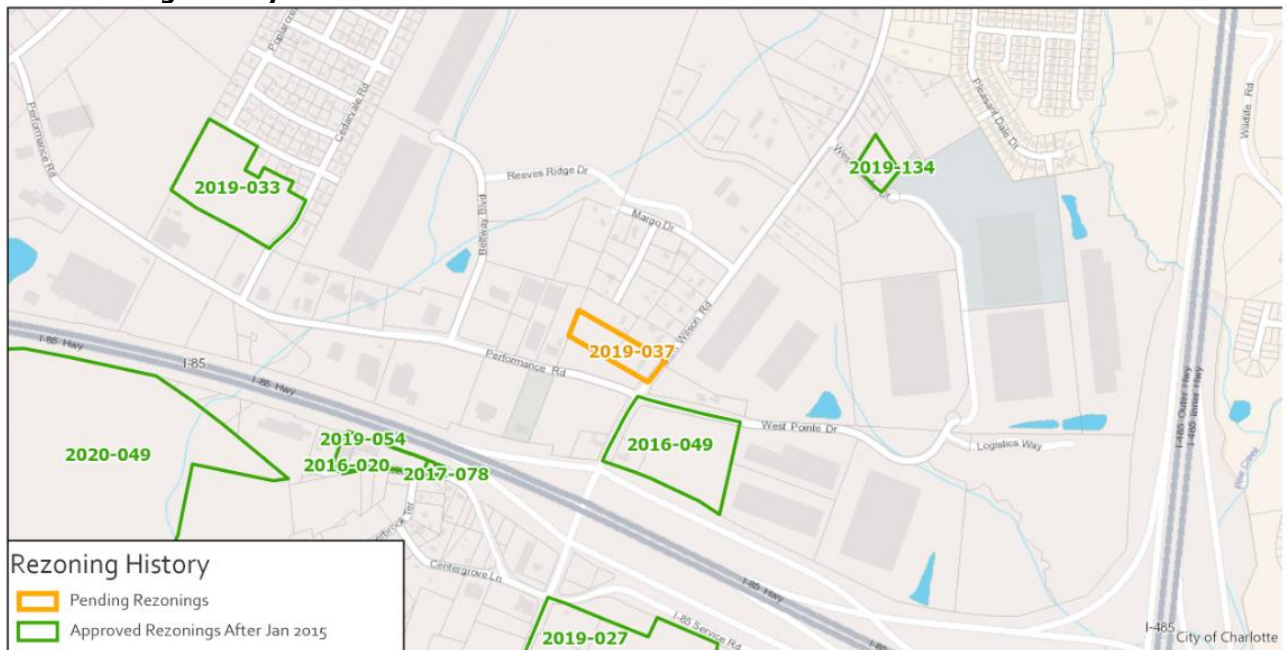 Poplarcre
Performance Rd
Cedarvale Rd
2019-033
Beltway Blvd
Reeves Ridge Dr
Margo Dr
Pleasant Dale Dr
Wildlife Rd
2019-134
2019-037
Wilson Rd
Performance Rd
I-85 Hwy
I-85
I-85 Hwy
2016-049
West Pointe Dr
Logistics Way
I-485 Outer Hwy
I-485 Inner Hwy
2020-049
2019-054
2016-020
2017-078
Centergrove Ln
I-85 Hwy
I-85 Service Rd
2019-027
I-485
City of Charlotte
Rezoning History
Pending Rezonings
Approved Rezonings After Jan 2015